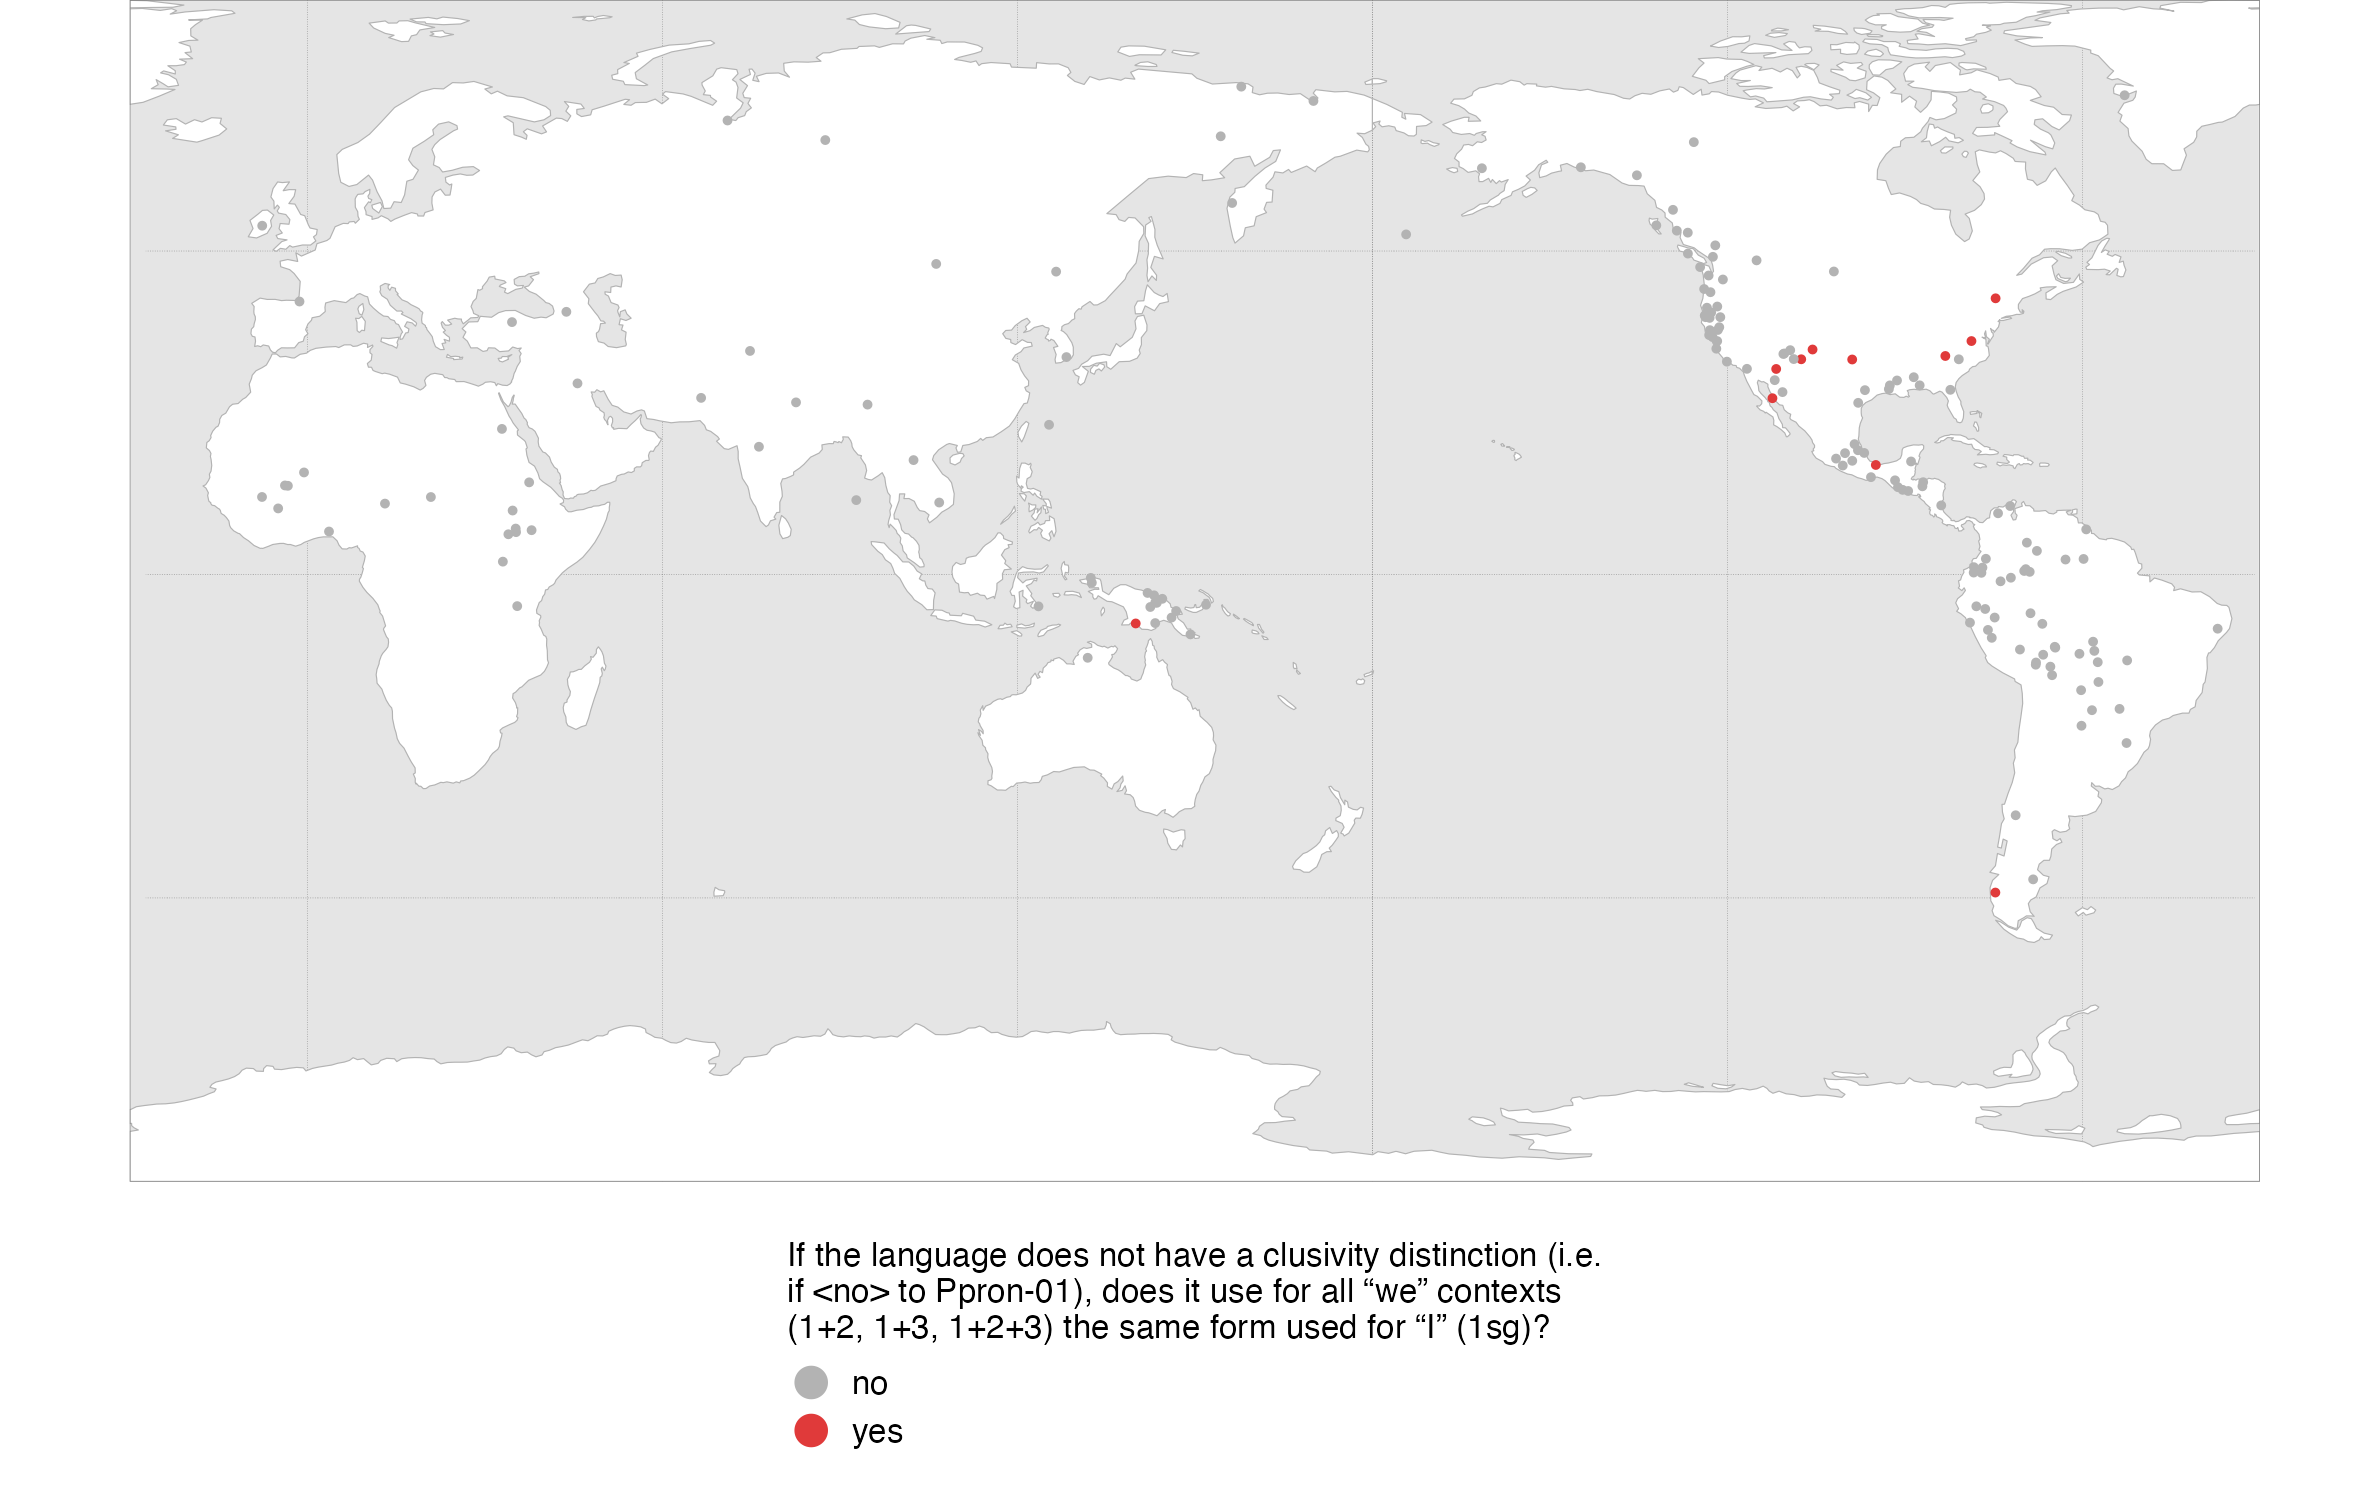 If the language does not have a clusivity distinction (i.e.
if <no> to Ppron-01), does it use for all “we” contexts
(1+2, 1+3, 1+2+3) the same form used for “I” (1sg)?
no
yes